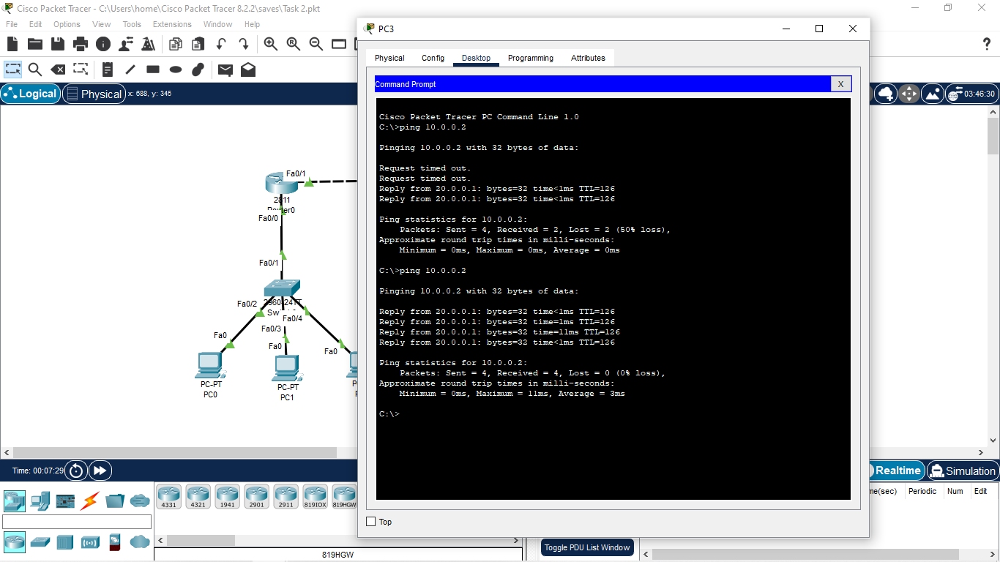 Cisco Packet Tracer - C:\Users\home\Cisco Packet Tracer 8.2.2\saves\Task 2.pkt
File Edit Options View Tools Extensions Window Help
Logical
Physical
x: 688, y: 345
03:46:30
Fa0/1
2811
Fa0/0
Fa0/1
Fa0/2
Fa0/4
Fa0/3
Fa0
Fa0
Fa0
PC-PT
PC0
PC-PT
PC1
PC3
Physical Config Desktop Programming Attributes
Command Prompt
X
Cisco Packet Tracer PC Command Line 1.0
C:\>ping 10.0.0.2
Pinging 10.0.0.2 with 32 bytes of data:
Request timed out.
Request timed out.
Reply from 20.0.0.1: bytes=32 time<1ms TTL=126
Reply from 20.0.0.1: bytes=32 time<1ms TTL=126
Ping statistics for 10.0.0.2:
Packets: Sent = 4, Received = 2, Lost = 2 (50% loss),
Approximate round trip times in milli-seconds:
Minimum = 0ms, Maximum = 0ms, Average = 0ms
C:\>ping 10.0.0.2
Pinging 10.0.0.2 with 32 bytes of data:
Reply from 20.0.0.1: bytes=32 time<1ms TTL=126
Reply from 20.0.0.1: bytes=32 time=1ms TTL=126
Reply from 20.0.0.1: bytes=32 time=11ms TTL=126
Reply from 20.0.0.1: bytes=32 time<1ms TTL=126
Ping statistics for 10.0.0.2:
Packets: Sent = 4, Received = 4, Lost = 0 (0% loss),
Approximate round trip times in milli-seconds:
Minimum = 0ms, Maximum = 11ms, Average = 3ms
C:\>
Top
Time: 00:07:29
Realtime
Simulation
Periodic Num Edit
4331 4321 1941 2901 2911 819IOX 819HGW
819HGW
Toggle PDU List Window